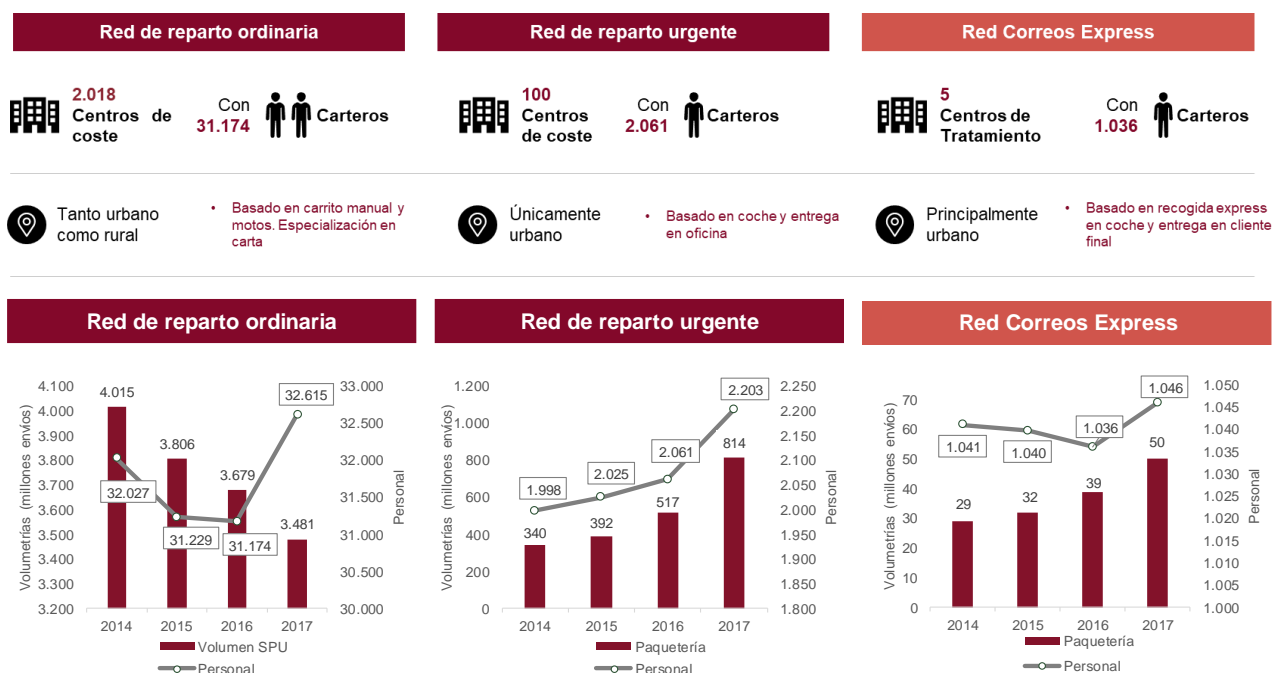 Red de reparto ordinaria
2.018
Centros de
coste
Con
31.174
Carteros
Tanto urbano
como rural
• Basado en carrito manual y
motos. Especialización en
carta
Red de reparto urgente
100
Centros
de coste
Con
2.061
Carteros
Únicamente
urbano
• Basado en coche y entrega
en oficina
Red Correos Express
5
Centros de
Tratamiento
Con
1.036
Carteros
Principalmente
urbano
• Basado en recogida express
en coche y entrega en cliente
final
Red de reparto ordinaria
Volumetrías (millones envíos)
4.100
4.000
3.900
3.800
3.700
3.600
3.500
3.400
3.300
3.200
4.015
3.806
3.679
3.481
32.027
31.229
31.174
32.615
33.000
32.500
32.000
31.500
31.000
30.500
30.000
Personal
2014 2015 2016 2017
Volumen SPU
Personal
Red de reparto urgente
Volumetrías (millones envíos)
1.200
1.000
800
600
400
200
0
340
392
517
814
1.998
2.025
2.061
2.203
2.250
2.200
2.150
2.100
2.050
2.000
1.950
1.900
1.850
1.800
Personal
2014 2015 2016 2017
Paquetería
Personal
Red Correos Express
Volumetrías (millones envíos)
70
60
50
40
30
20
10
0
29
32
39
50
1.041
1.040
1.036
1.046
1.050
1.045
1.040
1.035
1.030
1.025
1.020
1.015
1.010
1.005
1.000
Personal
2014 2015 2016 2017
Paquetería
Personal